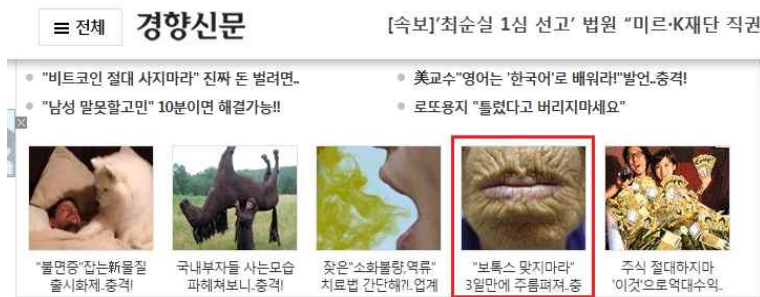 ☰ 전체 경향신문 [속보]'최순실 1심 선고' 법원 "미르·K재단 직권
"비트코인 절대 사지마라" 진짜 돈 벌려면..
美교수"영어는 '한국어'로 배워라!"발언..충격!
"남성 말못할고민" 10분이면 해결가능!!
로또용지 "틀렸다고 버리지마세요"
"불면증"잡는新물질
출시화제..충격!
국내부자들 사는모습
파헤쳐보니..충격!
잦은"소화불량,역류"
치료법 간단해?!..업계
"보톡스 맞지마라"
3일만에 주름펴져..충
주식 절대하지마
'이것'으로억대수익..